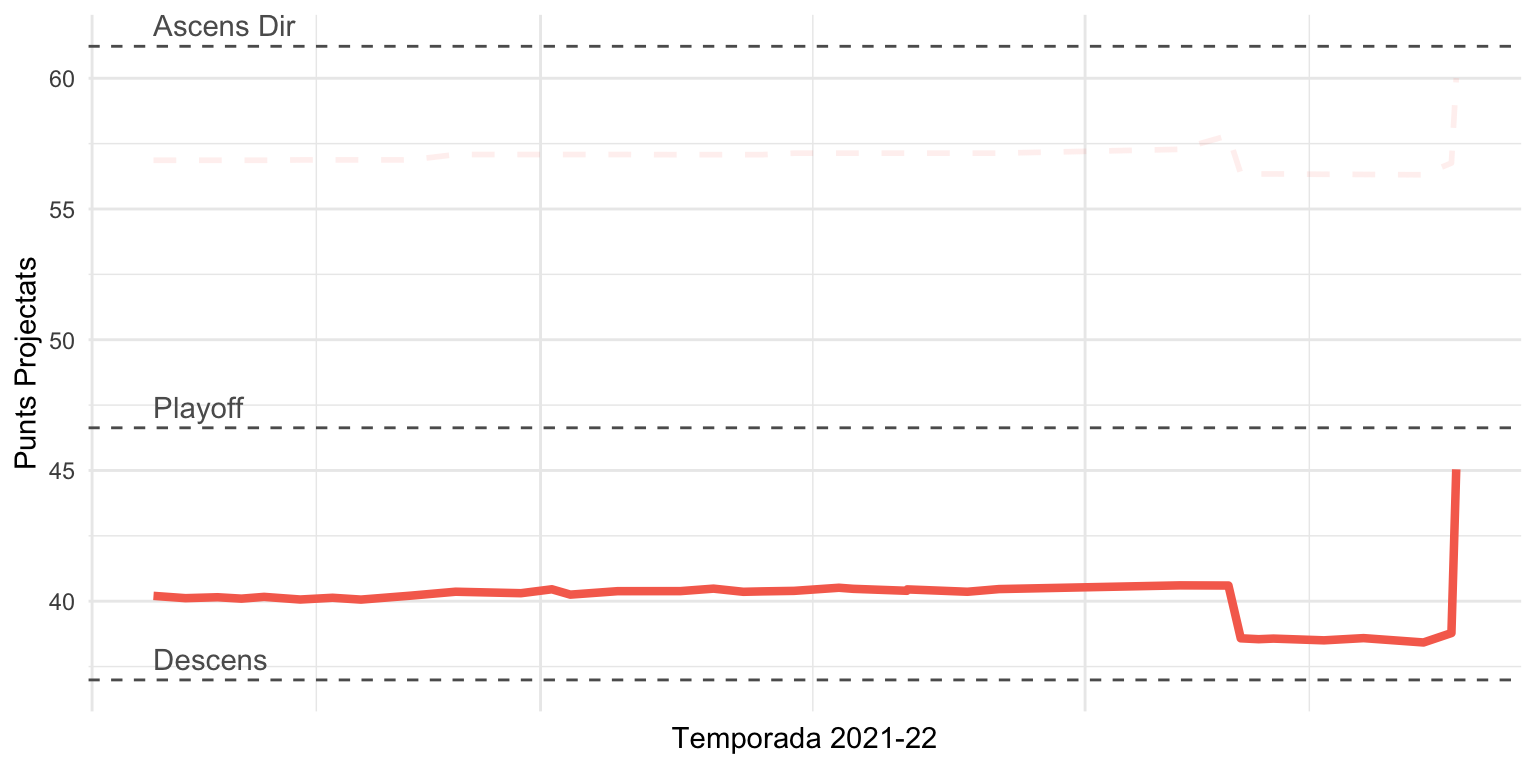 Ascens Dir
60
55
50
Playoff
45
40
Descens
Punts Projectats
Temporada 2021-22